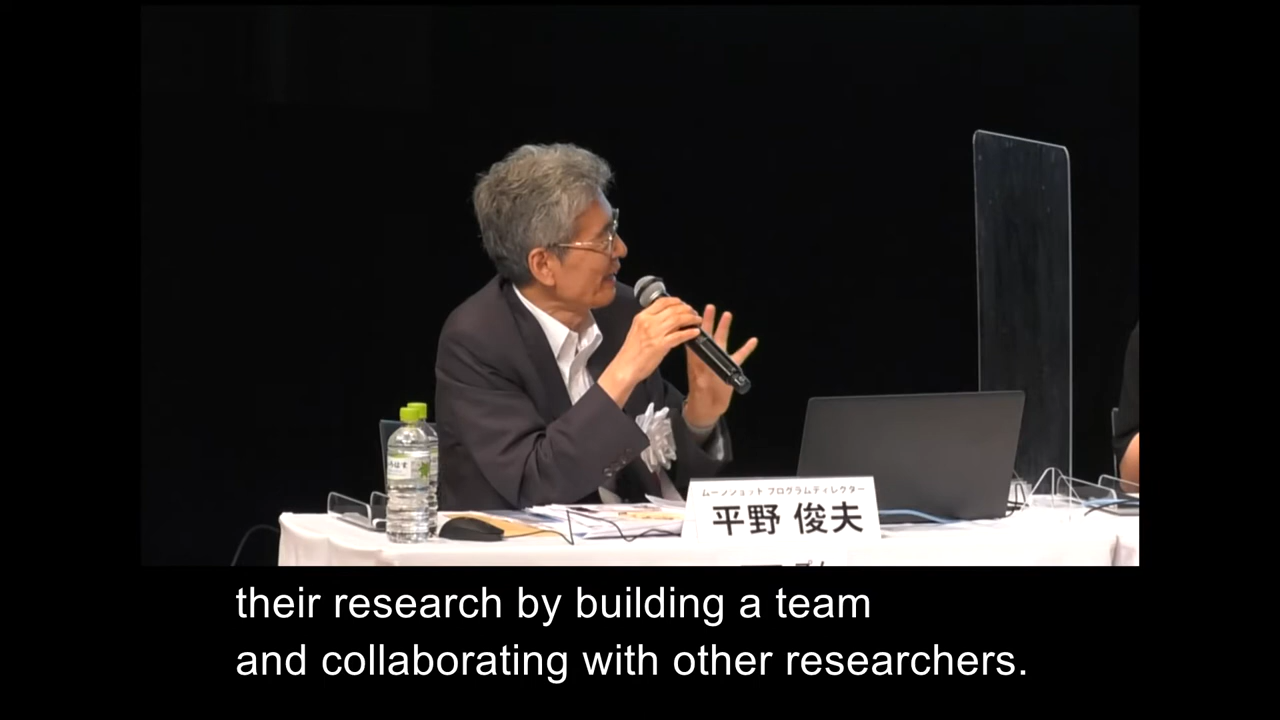 ムーンショット プログラムディレクター
平野 俊夫
their research by building a team
and collaborating with other researchers.